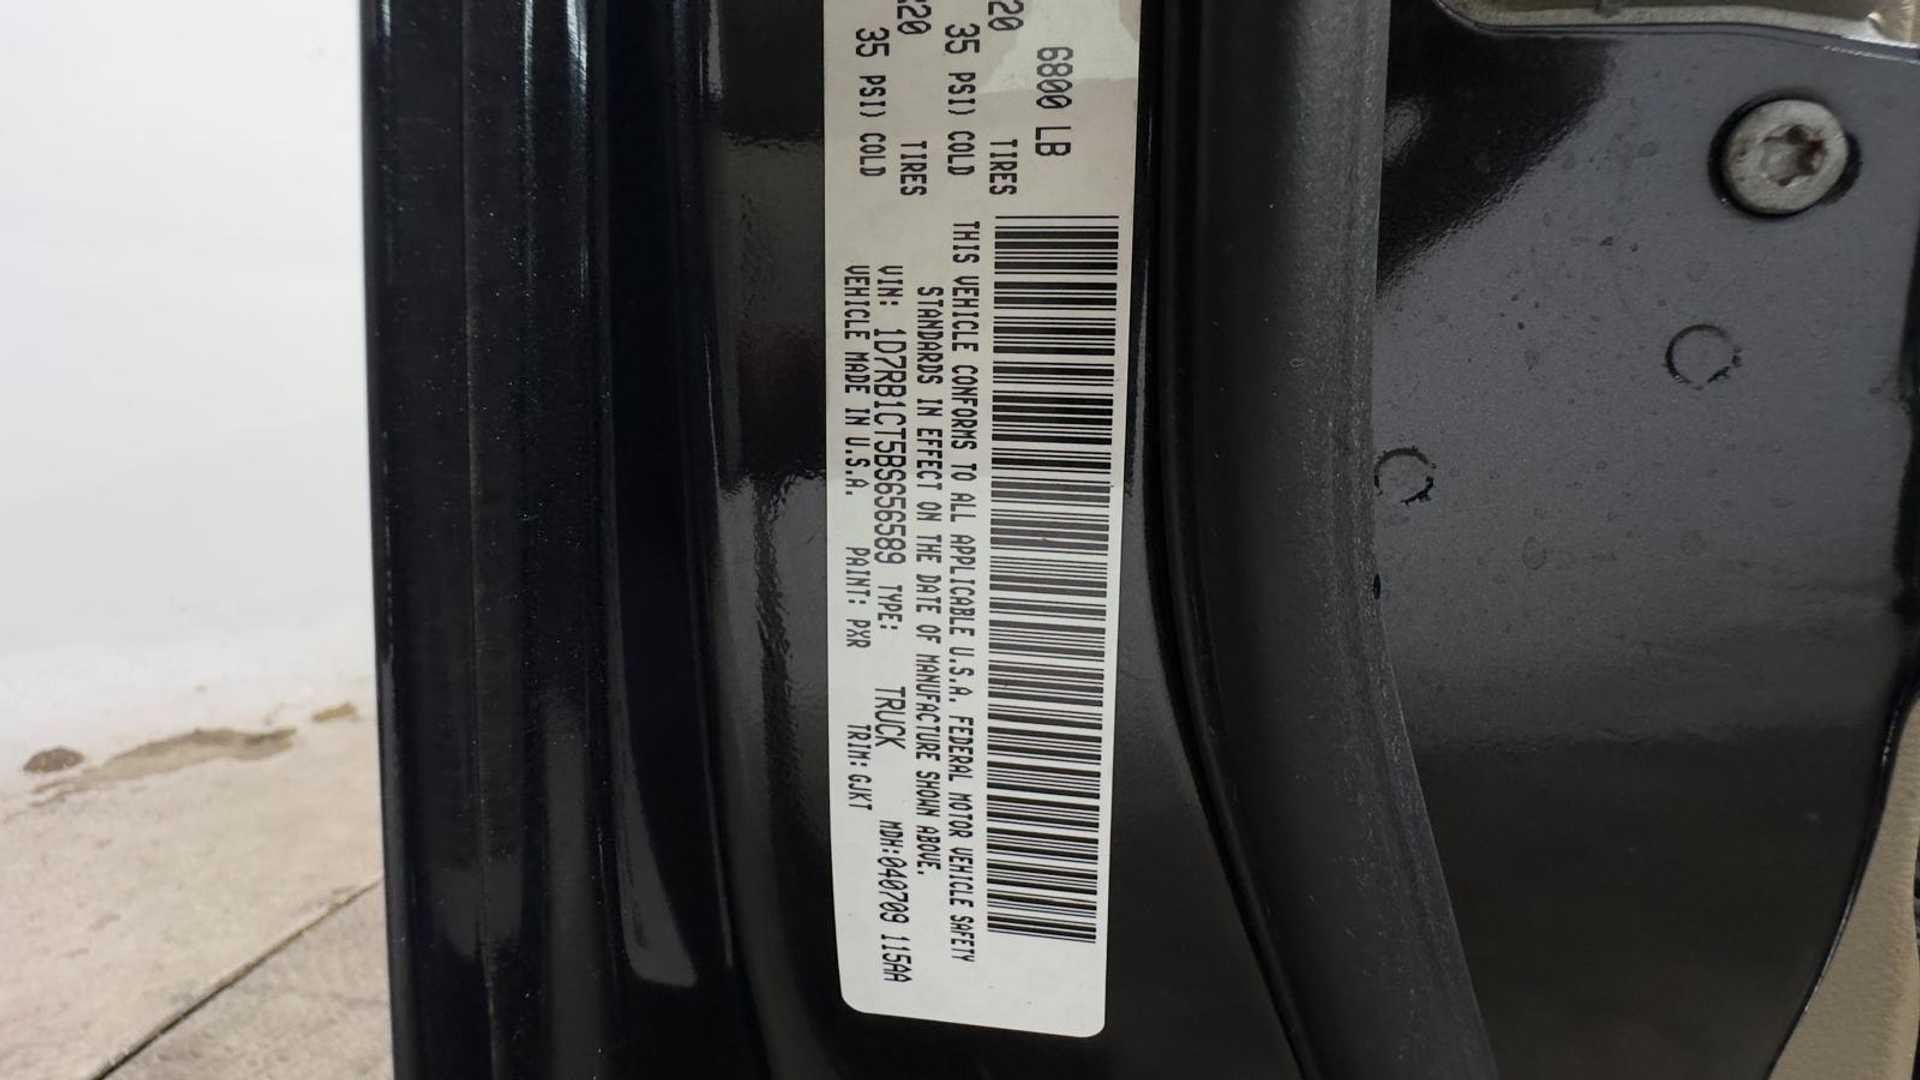 6800 LB
20 TIRES
35 PSI) COLD
20 TIRES
35 PSI) COLD
THIS VEHICLE CONFORMS TO ALL APPLICABLE U.S.A. FEDERAL MOTOR VEHICLE SAFETY
STANDARDS IN EFFECT ON THE DATE OF MANUFACTURE SHOWN ABOVE.
VIN: 1D7RB1CT5BS656589 TYPE: TRUCK MDH:040709 115AA
VEHICLE MADE IN U.S.A. PAINT: PXR TRIM: GJKT